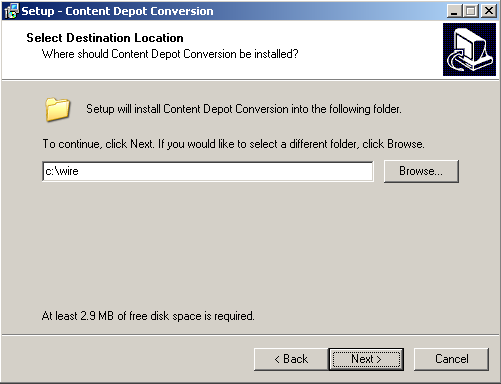 Setup - Content Depot Conversion
Select Destination Location
Where should Content Depot Conversion be installed?
Setup will install Content Depot Conversion into the following folder.
To continue, click Next. If you would like to select a different folder, click Browse.
c:\wire
Browse...
At least 2.9 MB of free disk space is required.
< Back
Next >
Cancel